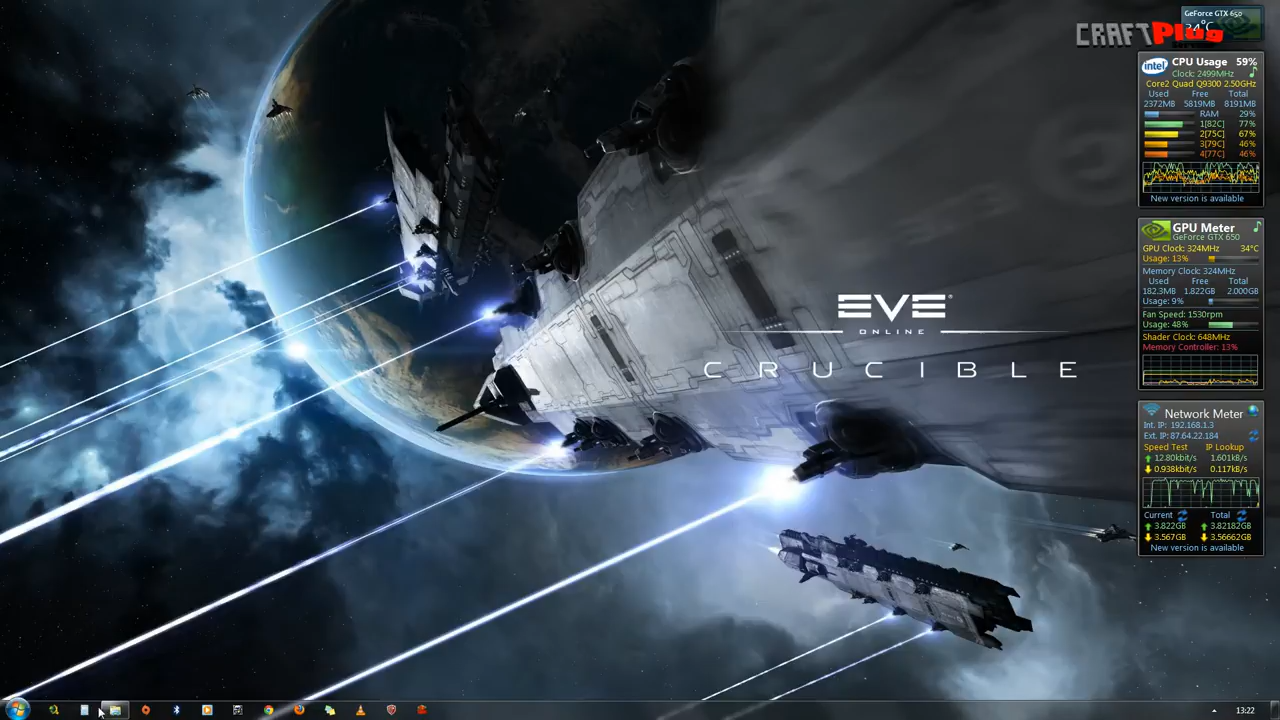 GeForce GTX 650
34°C
CRAFTPlug
CPU Usage 59%
intel
Clock: 2499MHz
Core2 Quad Q9300 2.50GHz
Used Free Total
2372MB 5819MB 8191MB
RAM 29%
1[82C] 77%
2[75C] 67%
3[79C] 46%
4[77C] 46%
New version is available
GPU Meter
GeForce GTX 650
GPU Clock: 324MHz 34°C
Usage: 13%
Memory Clock: 324MHz
Used Free Total
182.3MB 1.822GB 2.000GB
Usage: 9%
Fan Speed: 1530rpm
Usage: 48%
Shader Clock: 648MHz
Memory Controller: 13%
EVE
ONLINE
CRUCIBLE
Network Meter
Int. IP: 192.168.1.3
Ext. IP: 87.64.22.184
Speed Test IP Lookup
12.80kbit/s 1.601kB/s
0.938kbit/s 0.117kB/s
Current Total
3.822GB 3.82182GB
3.567GB 3.56662GB
New version is available
13:22